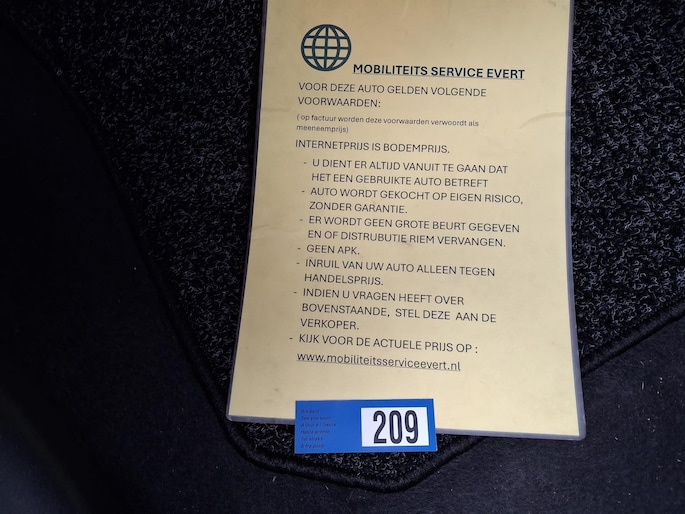 MOBILITEITS SERVICE EVERT
VOOR DEZE AUTO GELDEN VOLGENDE
VOORWAARDEN:
( op factuur worden deze voorwaarden verwoordt als
meeneemprijs)
INTERNETPRIJS IS BODEMPRIJS.
- U DIENT ER ALTIJD VANUIT TE GAAN DAT
HET EEN GEBRUIKTE AUTO BETREFT
- AUTO WORDT GEKOCHT OP EIGEN RISICO,
ZONDER GARANTIE.
- ER WORDT GEEN GROTE BEURT GEGEVEN
EN OF DISTRUBUTIE RIEM VERVANGEN.
- GEEN APK.
- INRUIL VAN UW AUTO ALLEEN TEGEN
HANDELSPRIJS.
- INDIEN U VRAGEN HEEFT OVER
BOVENSTAANDE, STEL DEZE AAN DE
VERKOPER.
- KIJK VOOR DE ACTUELE PRIJS OP :
www.mobiliteitsserviceevert.nl
209